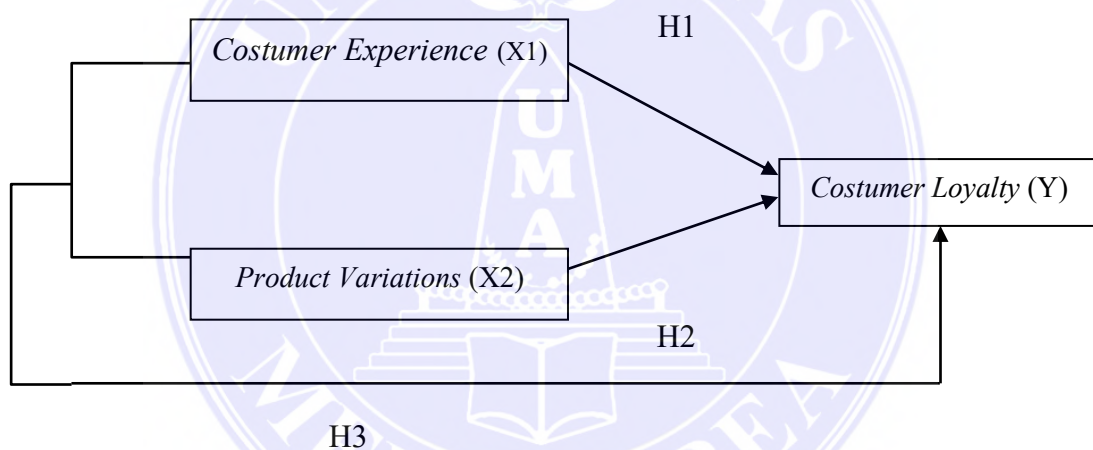 H1
Costumer Experience (X1)
U
M
A
Costumer Loyalty (Y)
Product Variations (X2)
H2
H3